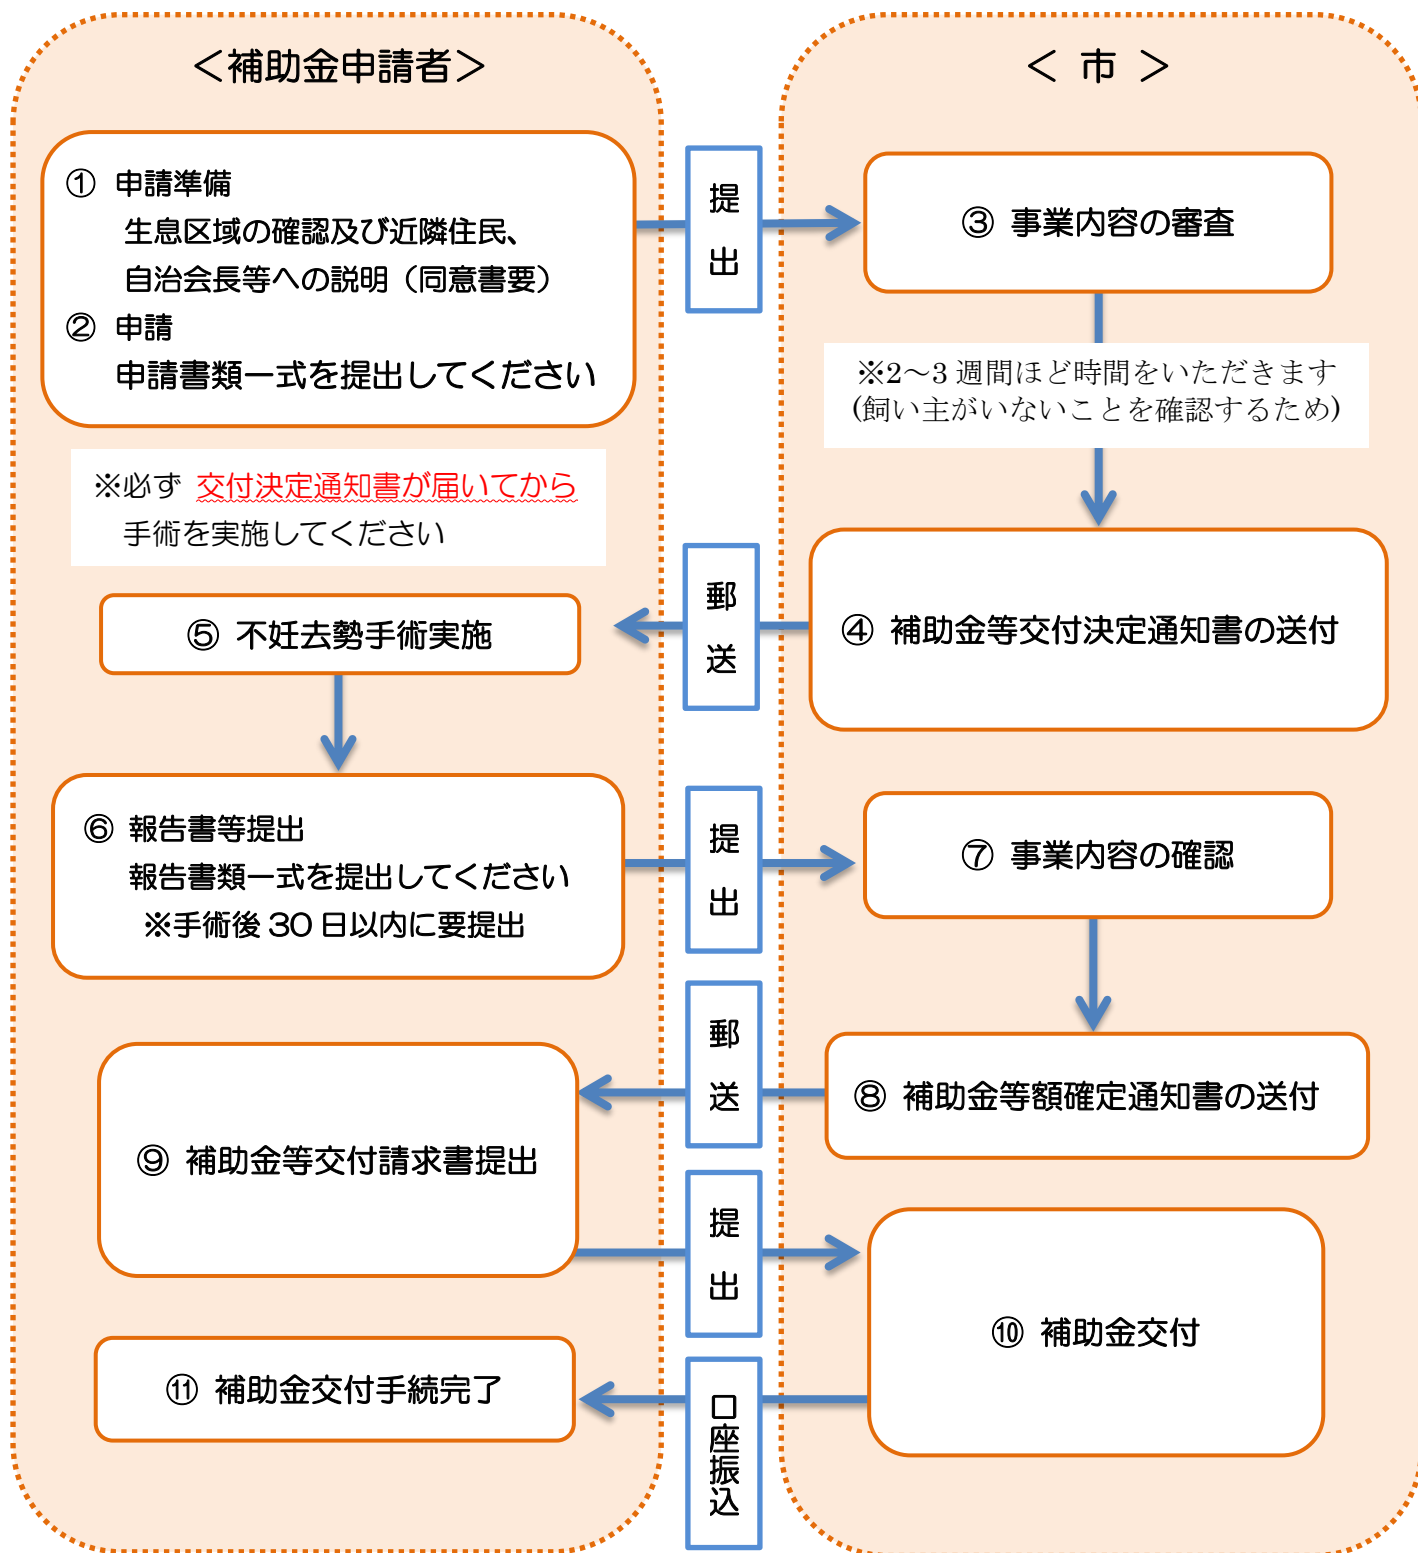 ＜補助金申請者＞
＜ 市 ＞
① 申請準備
生息区域の確認及び近隣住民、
自治会長等への説明（同意書要）
② 申請
申請書類一式を提出してください
提出
③ 事業内容の審査
※2～3 週間ほど時間をいただきます
(飼い主がいないことを確認するため)
※必ず 交付決定通知書が届いてから
手術を実施してください
郵送
④ 補助金等交付決定通知書の送付
⑤ 不妊去勢手術実施
⑥ 報告書等提出
報告書類一式を提出してください
※手術後 30 日以内に要提出
提出
⑦ 事業内容の確認
郵送
⑧ 補助金等額確定通知書の送付
⑨ 補助金等交付請求書提出
提出
⑩ 補助金交付
口座振込
⑪ 補助金交付手続完了